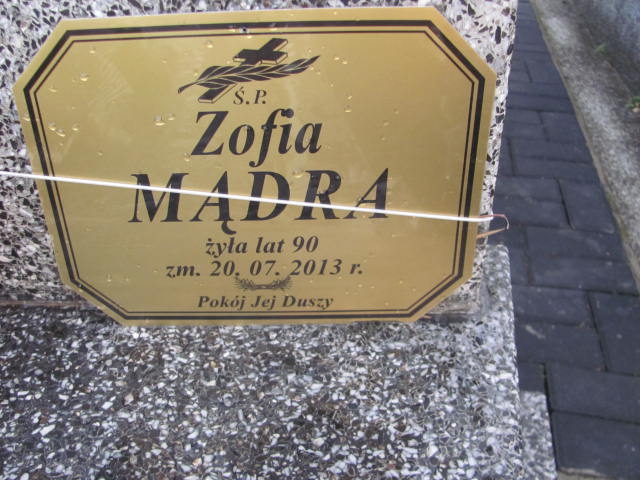 Ś.P.
Zofia
MĄDRA
żyła lat 90
zm. 20. 07. 2013 r.
Pokój Jej Duszy